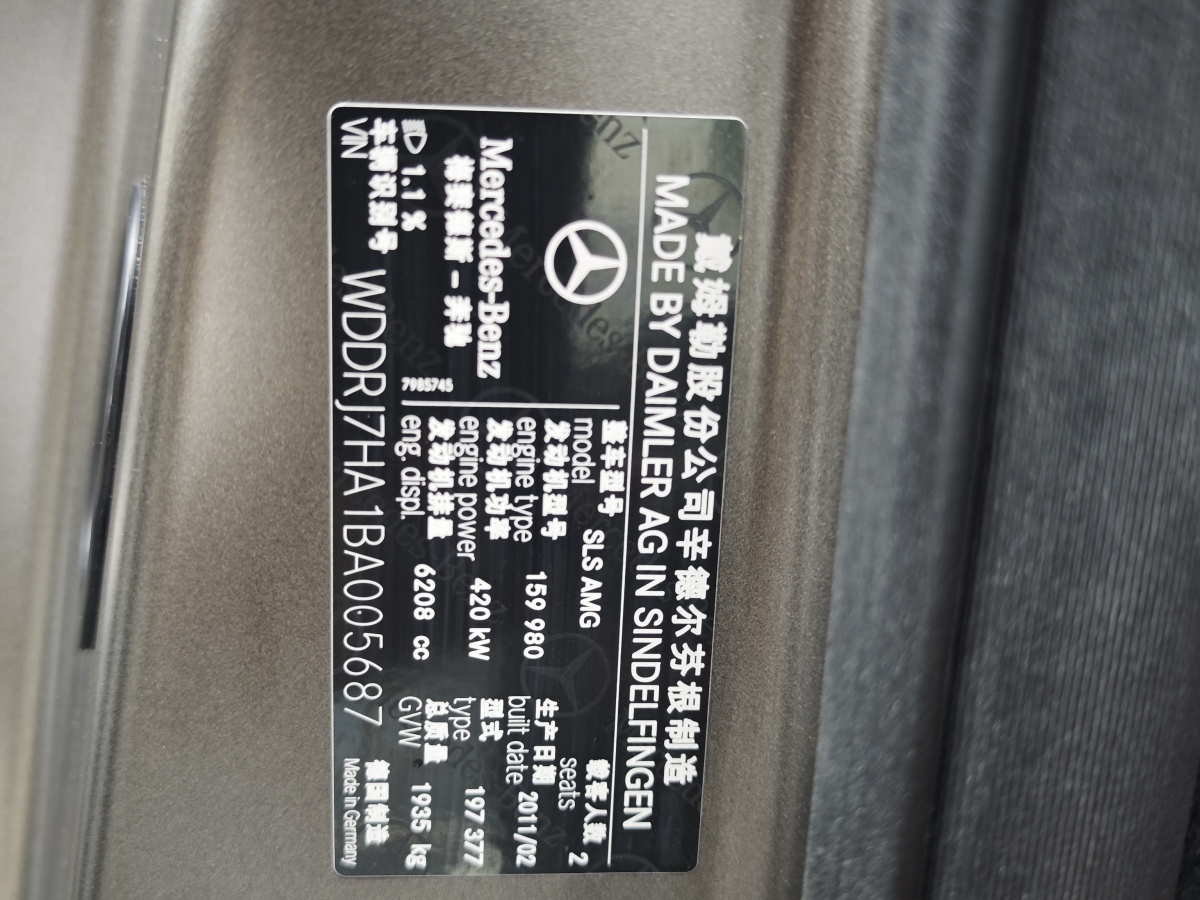 戴姆勒股份公司辛德尔芬根制造
MADE BY DAIMLER AG IN SINDELFINGEN
Mercedes-Benz
梅赛德斯 - 奔驰
1.1 %
7985745
整车型号
model SLS AMG
载客人数
seats 2
发动机型号
engine type 159 980
生产日期
built date 2011/02
发动机功率
engine power 420 kW
型式
type 197 377
发动机排量
eng. displ. 6208 cc
总质量
GVW 1935 kg
车辆识别号
VIN WDDRJ7HA1BA005687
德国制造
Made in Germany